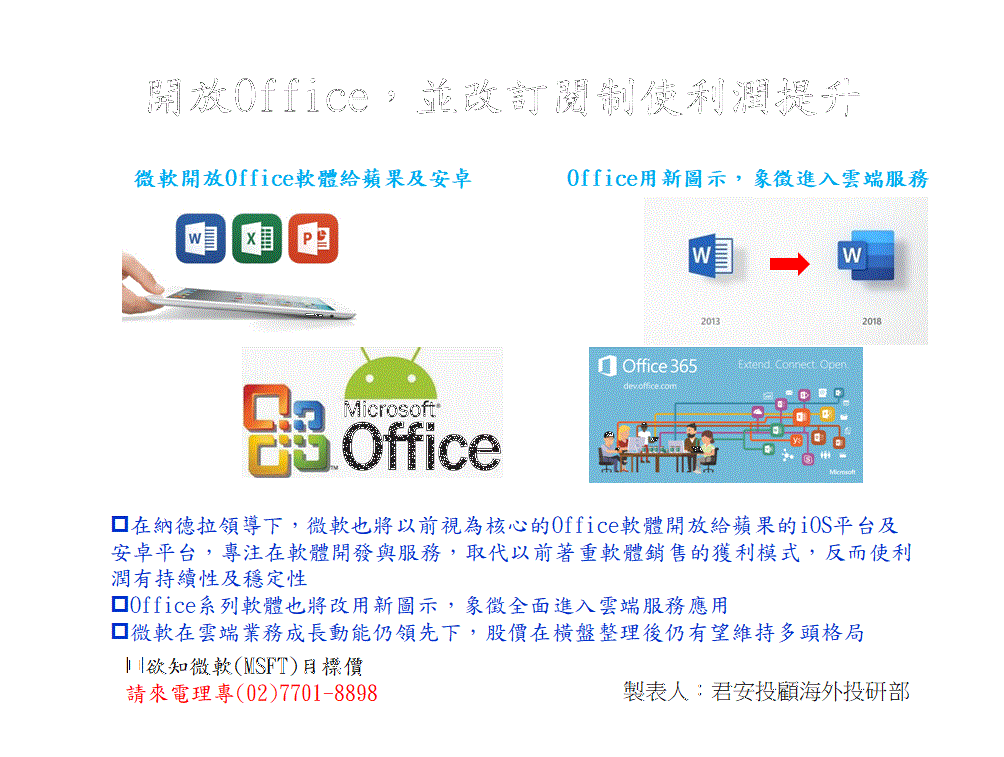 開放Office，並改訂閱制使利潤提升
微軟開放Office軟體給蘋果及安卓
Office用新圖示，象徵進入雲端服務
W
X
P
W
W
2013
2018
Microsoft®
Office
TM
Office 365
Extend. Connect. Open.
dev.office.com
Microsoft
在納德拉領導下，微軟也將以前視為核心的Office軟體開放給蘋果的iOS平台及
安卓平台，專注在軟體開發與服務，取代以前著重軟體銷售的獲利模式，反而使利
潤有持續性及穩定性
Office系列軟體也將改用新圖示，象徵全面進入雲端服務應用
微軟在雲端業務成長動能仍領先下，股價在橫盤整理後仍有望維持多頭格局
欲知微軟(MSFT)目標價
請來電理專(02)7701-8898
製表人：君安投顧海外投研部